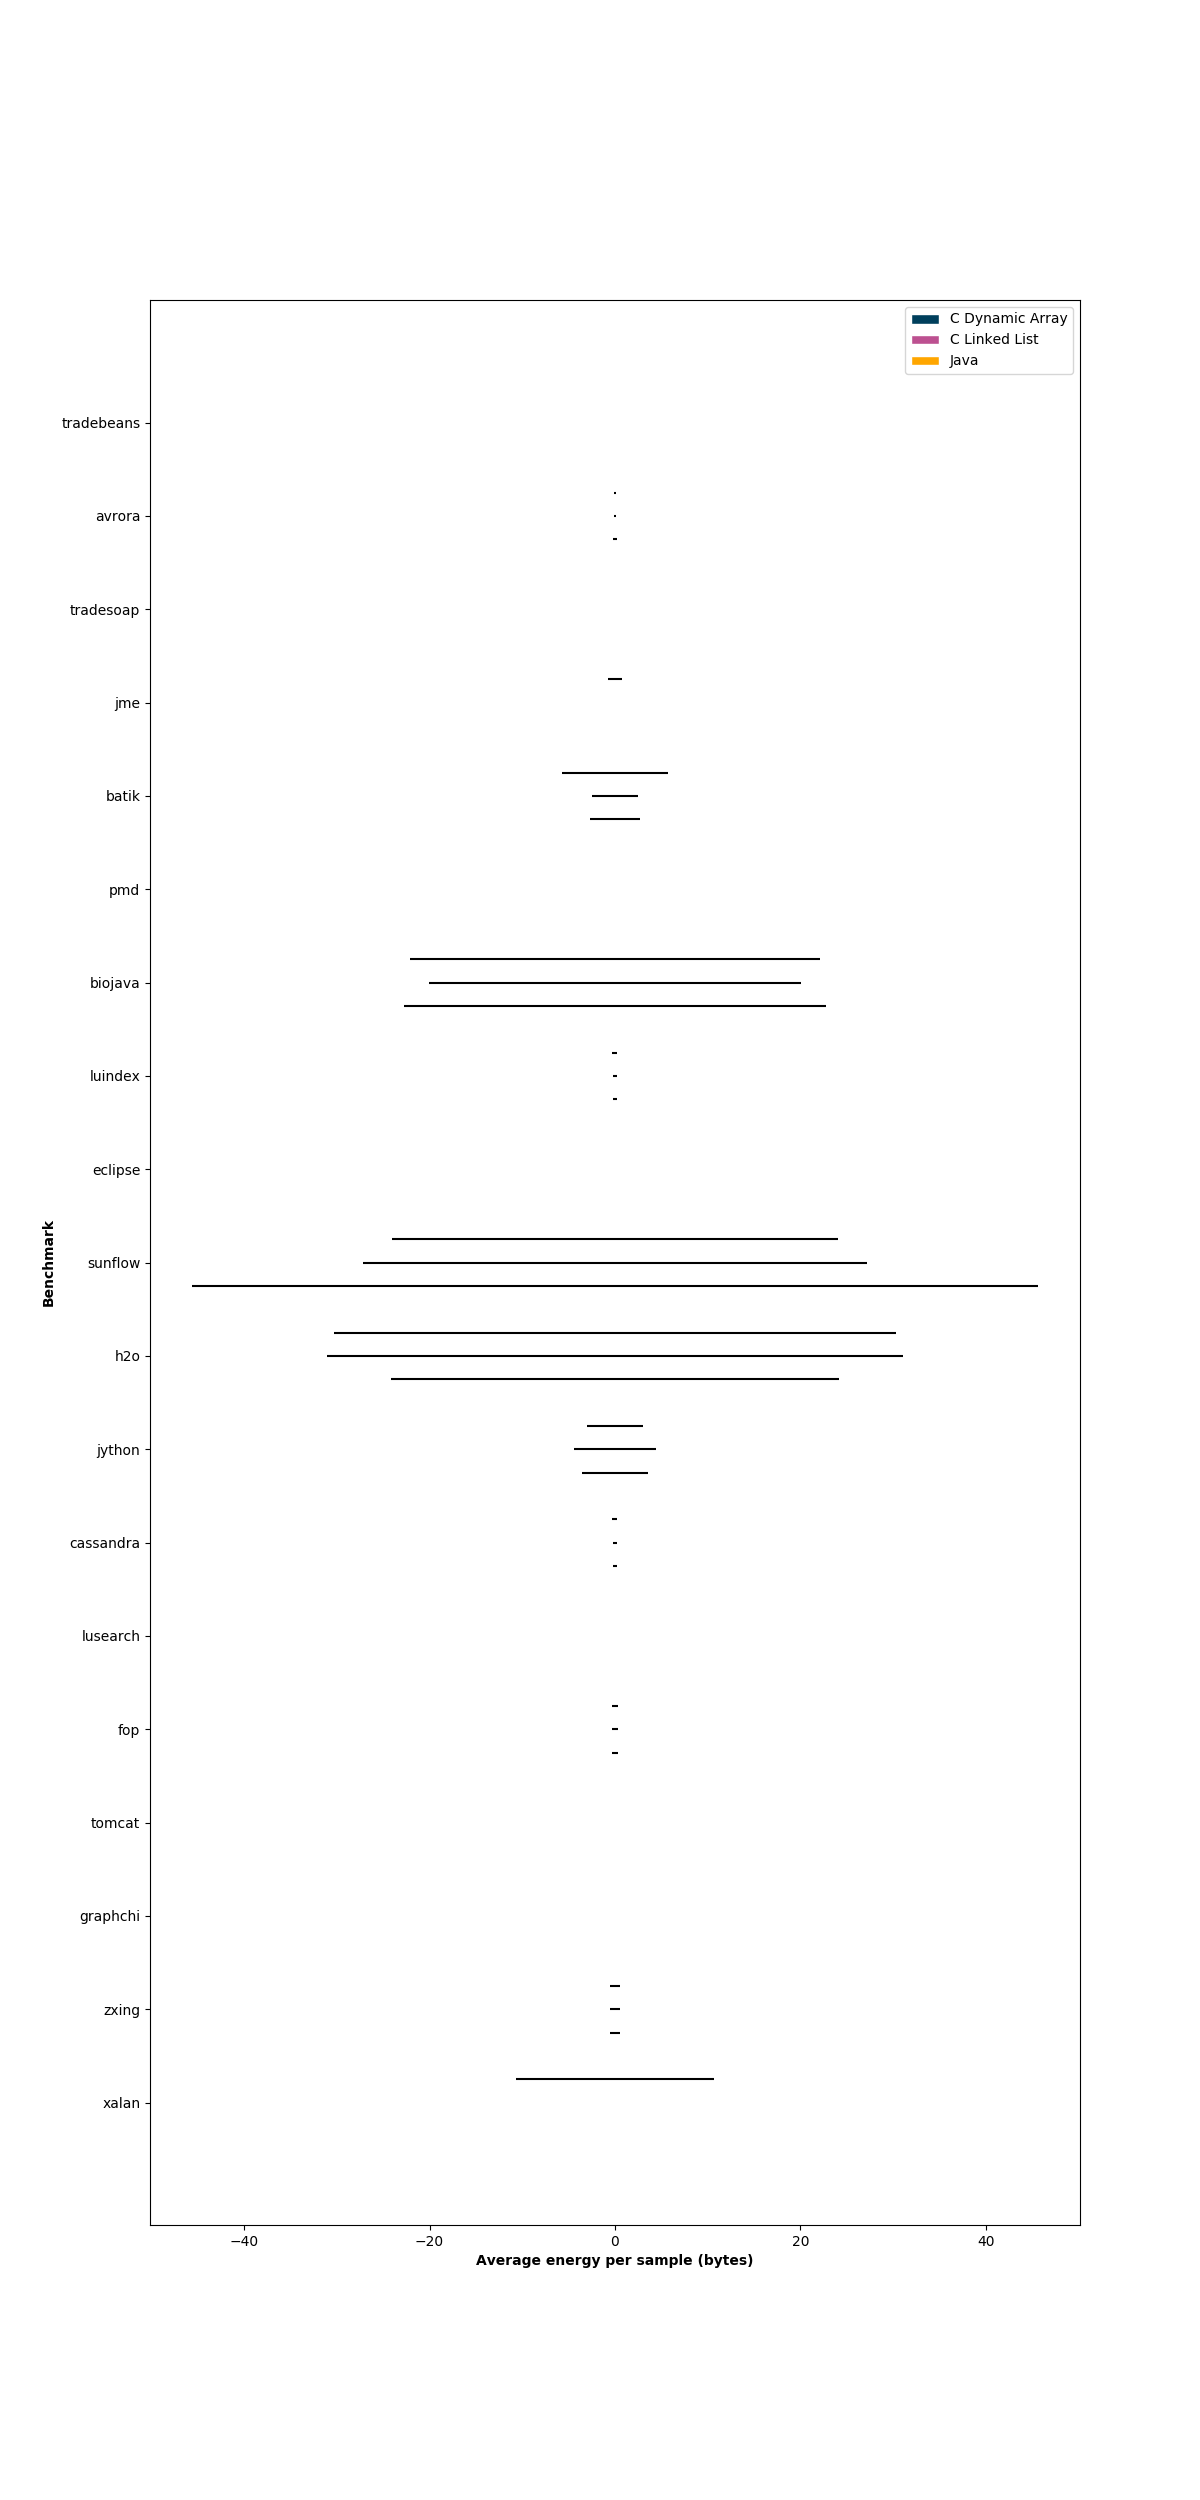 C Dynamic Array
C Linked List
Java
tradebeans
avrora
tradesoap
jme
batik
pmd
biojava
luindex
eclipse
sunflow
h2o
jython
cassandra
lusearch
fop
tomcat
graphchi
zxing
xalan
Benchmark
−40 −20 0 20 40
Average energy per sample (bytes)